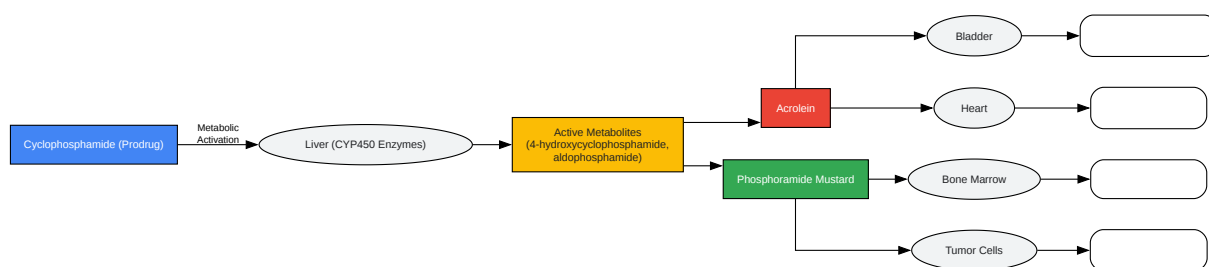 Cyclophosphamide (Prodrug)
Metabolic
Activation
Liver (CYP450 Enzymes)
Active Metabolites
(4-hydroxycyclophosphamide,
aldophosphamide)
Acrolein
Phosphoramide Mustard
Bladder
Heart
Bone Marrow
Tumor Cells